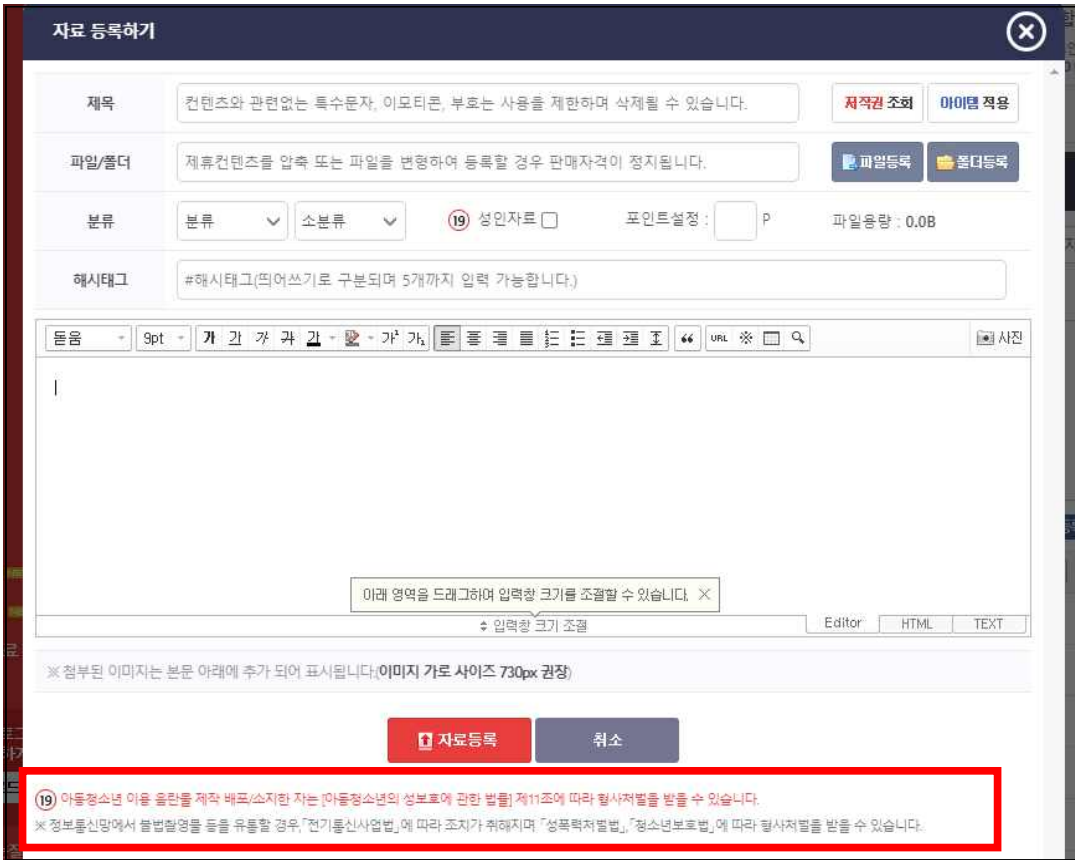 자료 등록하기
제목 컨텐츠와 관련없는 특수문자, 이모티콘, 부호는 사용을 제한하며 삭제될 수 있습니다. 저작권 조회 아이템 적용
파일/폴더 제휴컨텐츠를 압축 또는 파일을 변형하여 등록할 경우 판매자격이 정지됩니다. 파일등록 폴더등록
분류 분류 소분류 19 성인자료 포인트설정 : P 파일용량 : 0.0B
해시태그 #해시태그(띄어쓰기로 구분되며 5개까지 입력 가능합니다.)
돋움 9pt 가 간 가 과 간 가² 가₁ URL ※ 사진
아래 영역을 드래그하여 입력창 크기를 조절할 수 있습니다.
입력창 크기 조절 Editor HTML TEXT
※ 첨부된 이미지는 본문 아래에 추가 되어 표시됩니다.(이미지 가로 사이즈 730px 권장)
자료등록 취소
19 아동청소년 이용 음란물 제작 배포/소지한 자는 [아동청소년의 성보호에 관한 법률] 제11조에 따라 형사처벌을 받을 수 있습니다.
※ 정보통신망에서 불법촬영물 등을 유통할 경우,「전기통신사업법」에 따라 조치가 취해지며 「성폭력처벌법」,「청소년보호법」에 따라 형사처벌을 받을 수 있습니다.